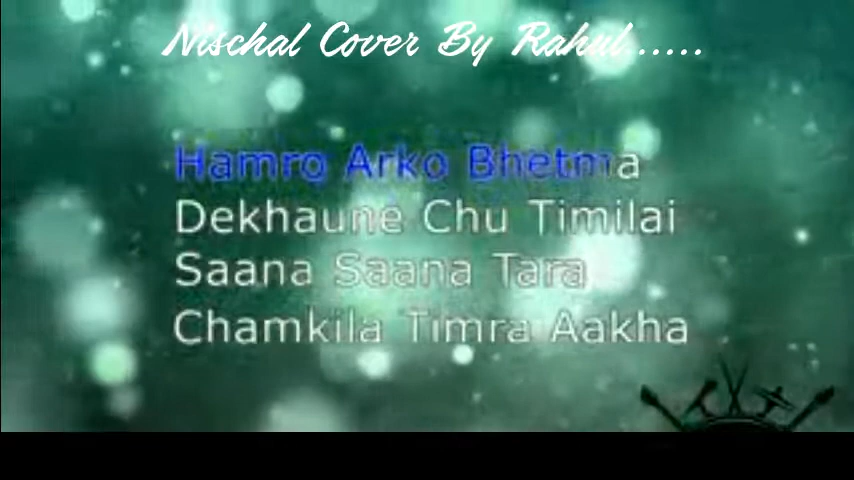 Nischal Cover By Rahul.....
Hamro Arko Bhetma
Dekhaune Chu Timilai
Saana Saana Tara
Chamkila Timra Aakha